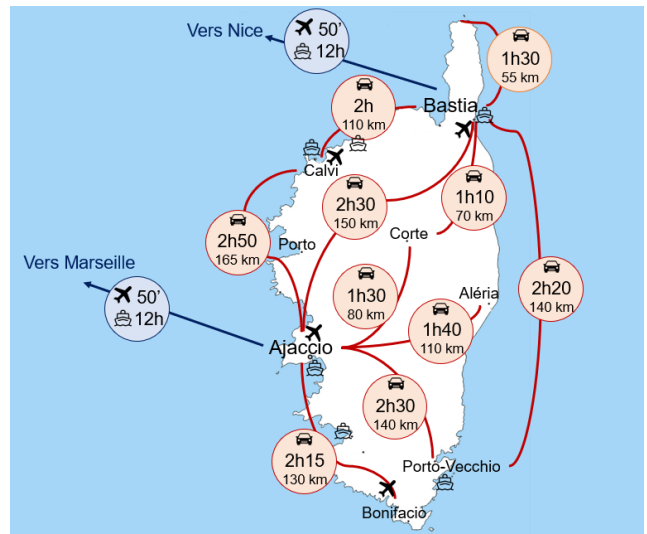 Vers Nice
50’
12h
1h30
55 km
2h
110 km
Bastia
Calvi
2h30
150 km
1h10
70 km
2h50
165 km
Porto
Corte
Vers Marseille
50’
12h
1h30
80 km
Aléria
2h20
140 km
1h40
110 km
Ajaccio
2h30
140 km
2h15
130 km
Porto-Vecchio
Bonifacio